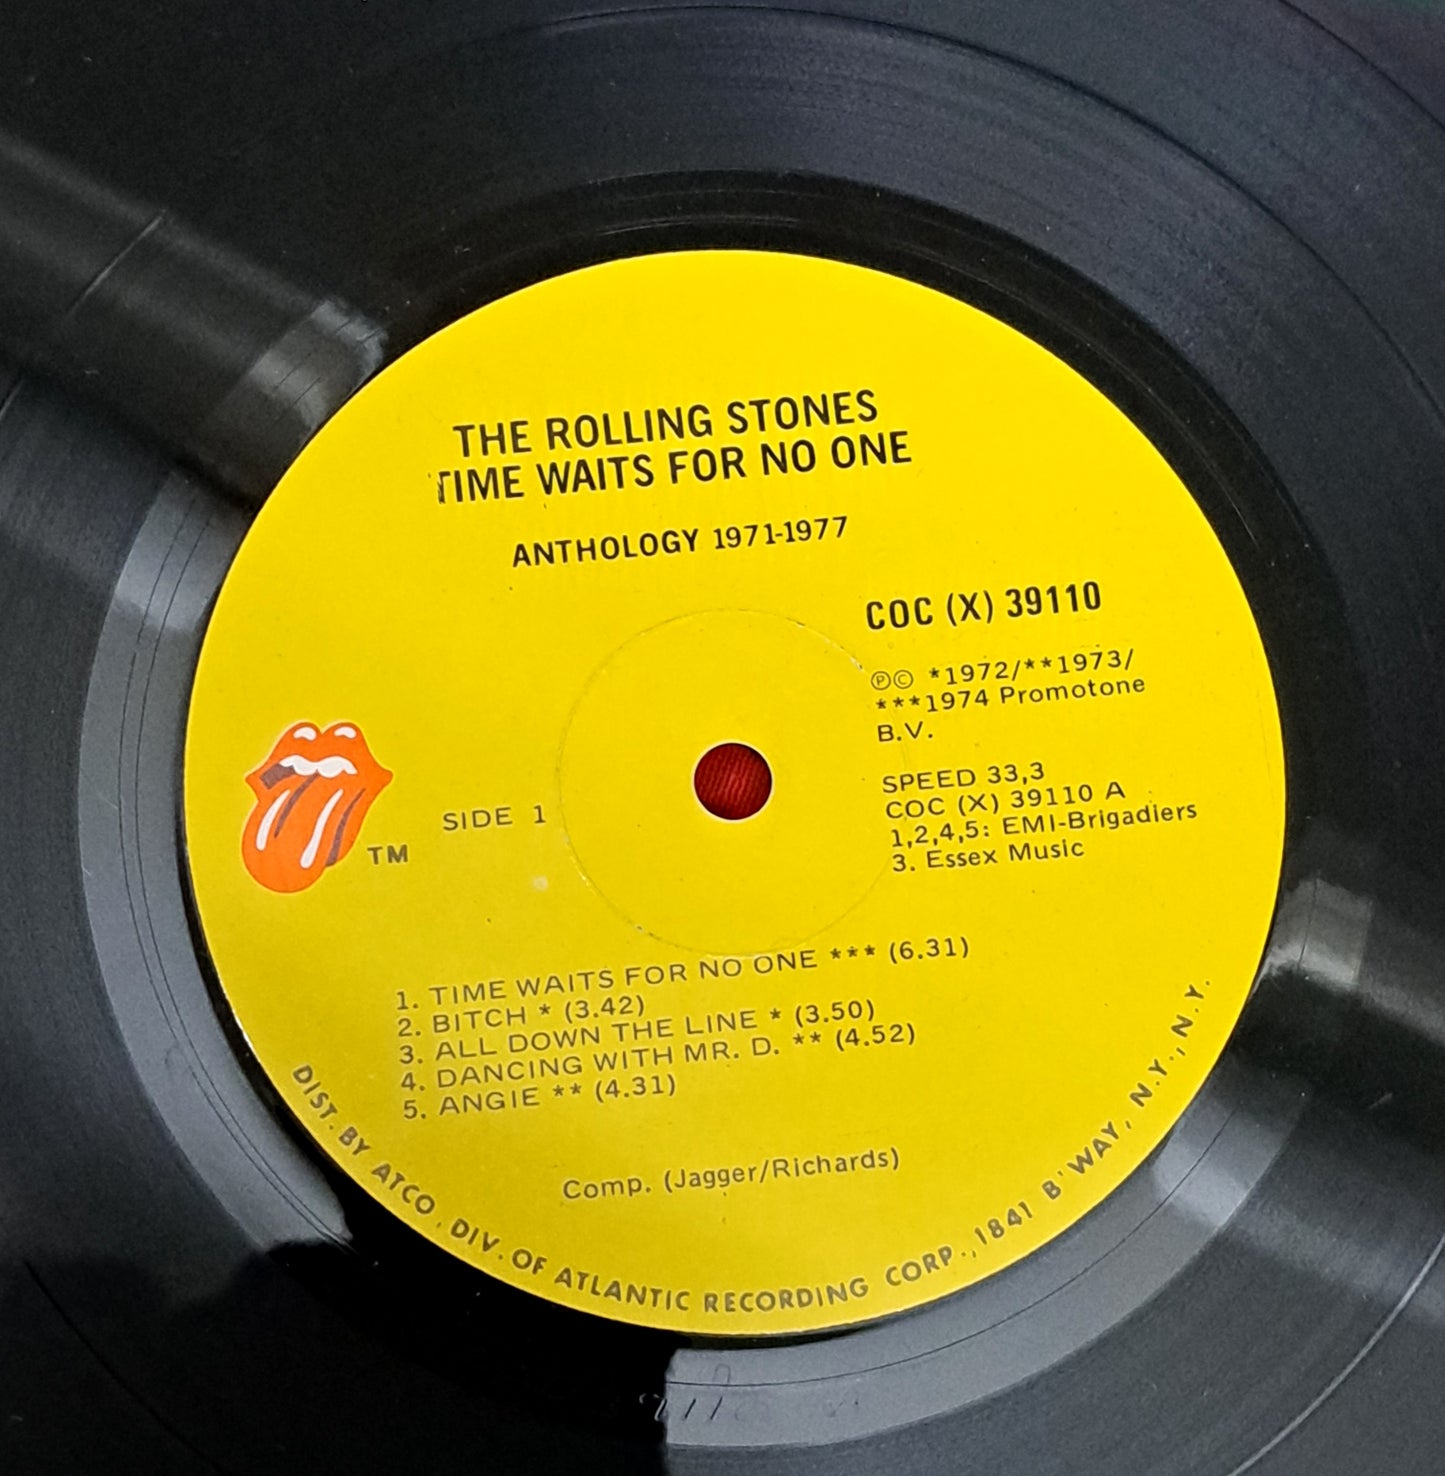 THE ROLLING STONES
TIME WAITS FOR NO ONE
ANTHOLOGY 1971-1977
COC (X) 39110
℗© *1972/**1973/
***1974 Promotone
B.V.
SPEED 33,3
COC (X) 39110 A
1,2,4,5: EMI-Brigadiers
3. Essex Music
TM
SIDE 1
1. TIME WAITS FOR NO ONE *** (6.31)
2. BITCH * (3.42)
3. ALL DOWN THE LINE * (3.50)
4. DANCING WITH MR. D. ** (4.52)
5. ANGIE ** (4.31)
Comp. (Jagger/Richards)
DIST. BY ATCO, DIV. OF ATLANTIC RECORDING CORP., 1841 B'WAY, N.Y., N.Y.